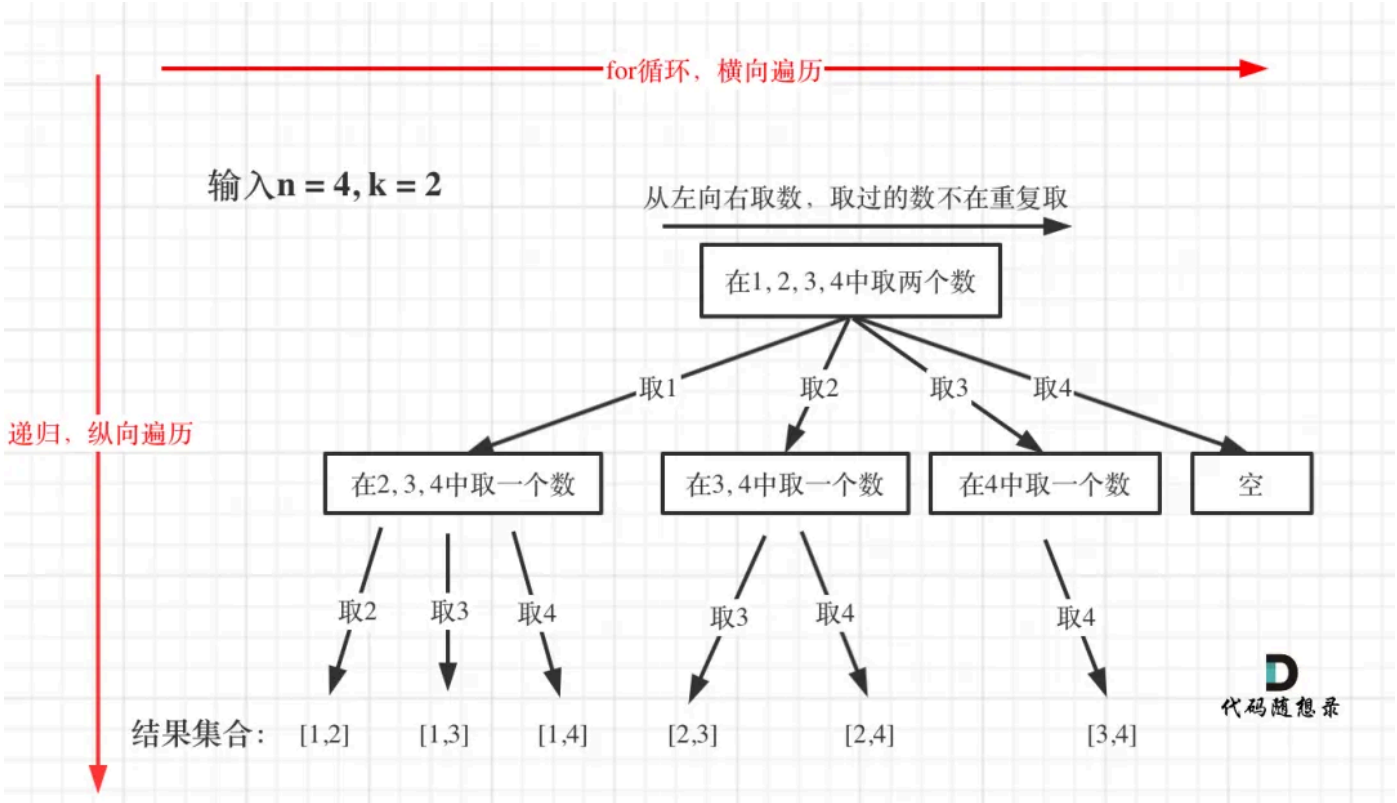 for循环，横向遍历
输入n = 4, k = 2
从左向右取数，取过的数不在重复取
在1, 2, 3, 4中取两个数
取1
取2
取3
取4
递归，纵向遍历
在2, 3, 4中取一个数
在3, 4中取一个数
在4中取一个数
空
取2
取3
取4
取3
取4
取4
代码随想录
结果集合： [1,2] [1,3] [1,4] [2,3] [2,4] [3,4]